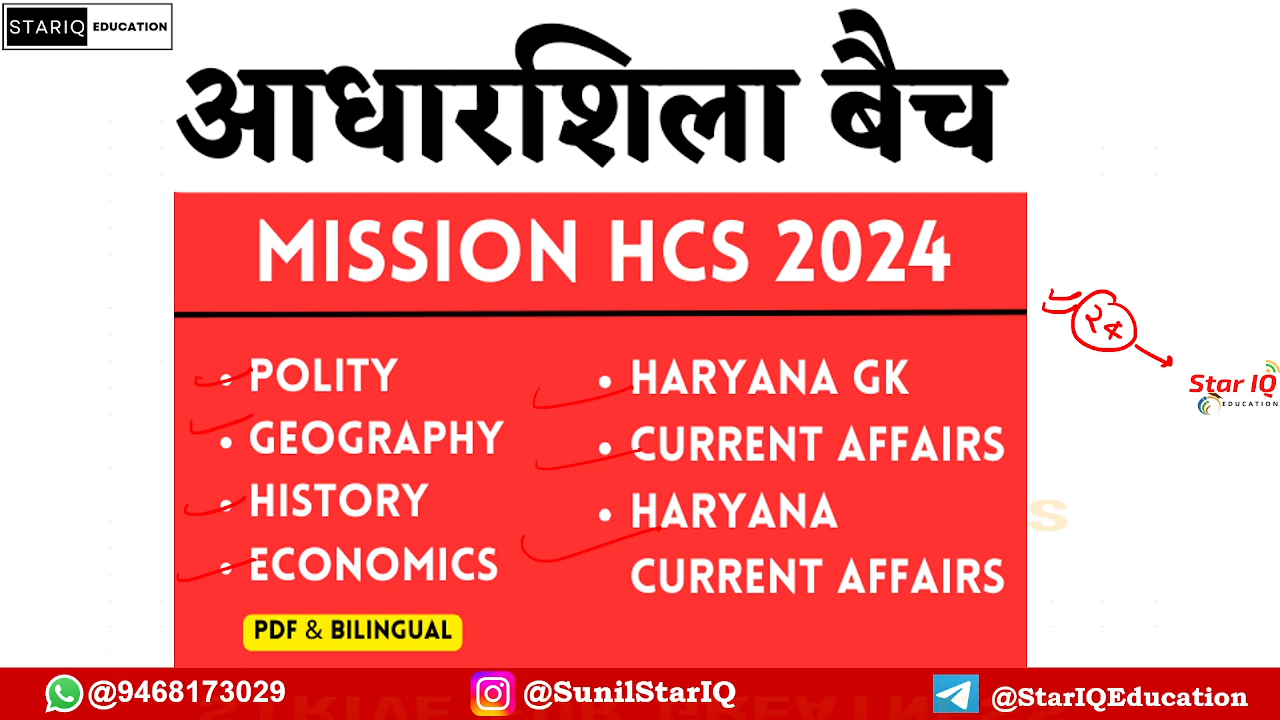 STARIQ EDUCATION
आधारशिला बैच
MISSION HCS 2024
• POLITY
• GEOGRAPHY
• HISTORY
• ECONOMICS
PDF & BILINGUAL
• HARYANA GK
• CURRENT AFFAIRS
• HARYANA
CURRENT AFFAIRS
२४
Star IQ
EDUCATION
@9468173029
@SunilStarIQ
@StarIQEducation